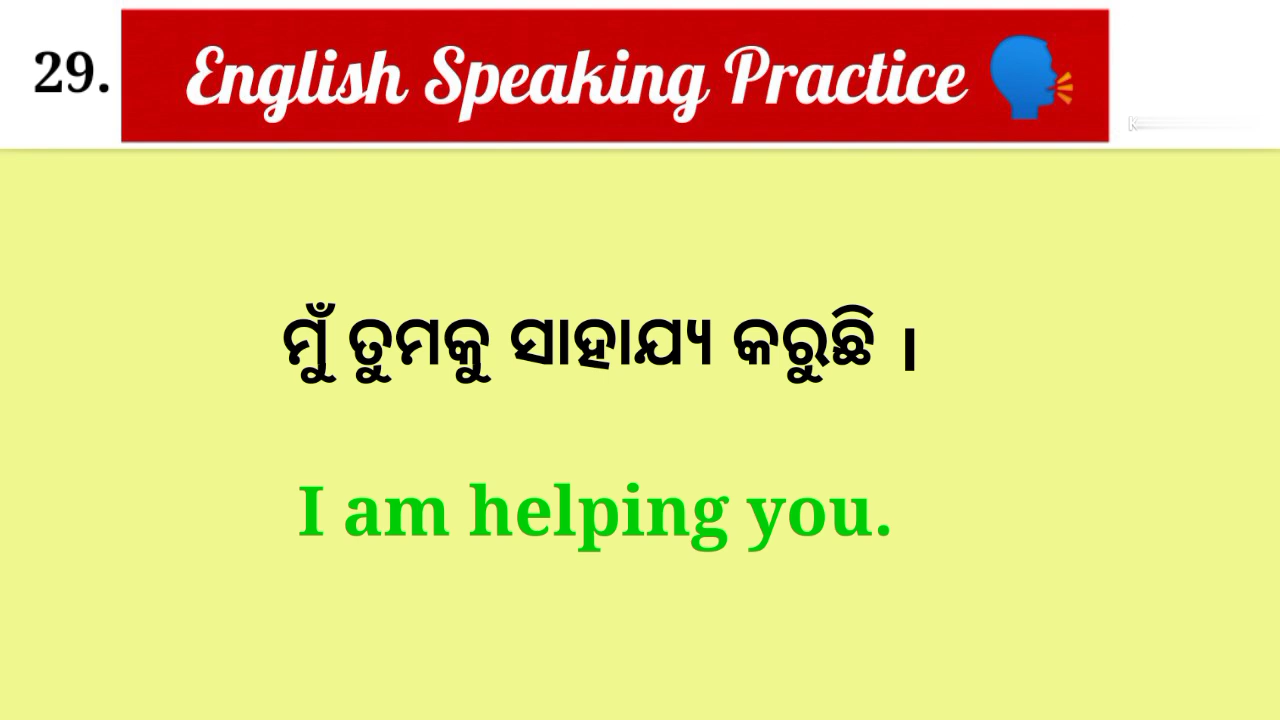 29. English Speaking Practice
ମୁଁ ତୁମକୁ ସାହାଯ୍ୟ କରୁଛି ।
I am helping you.